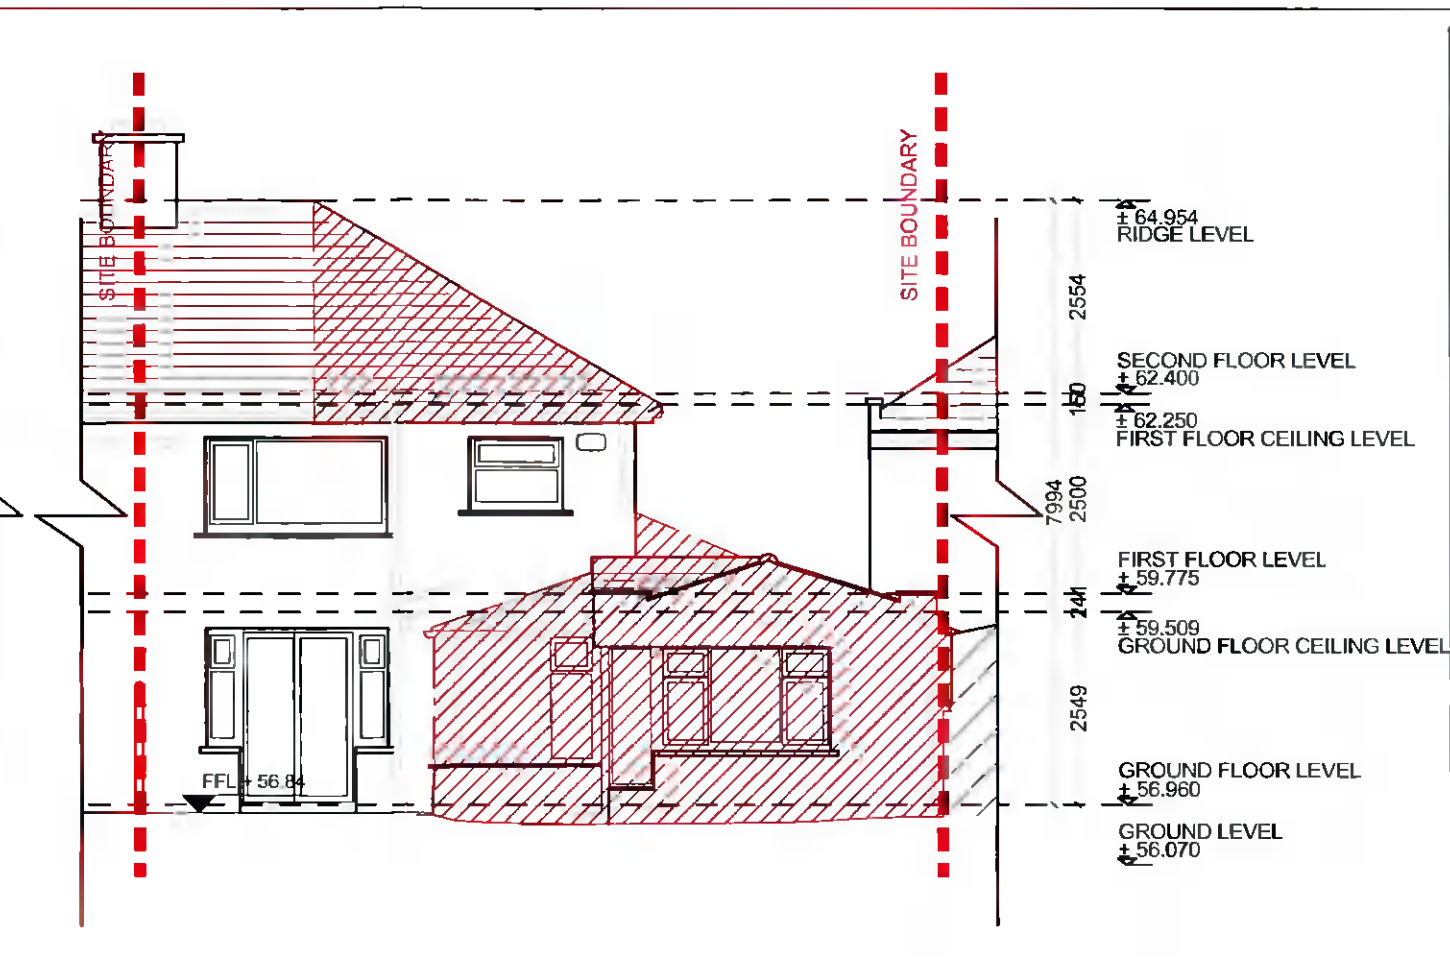 SITE BOUNDARY
SITE BOUNDARY
± 64.954
RIDGE LEVEL
2554
SECOND FLOOR LEVEL
± 62.400
150
± 62.250
FIRST FLOOR CEILING LEVEL
7994
2500
FIRST FLOOR LEVEL
± 59.775
241
± 59.509
GROUND FLOOR CEILING LEVEL
2549
FFL + 56.84
GROUND FLOOR LEVEL
± 56.960
GROUND LEVEL
± 56.070